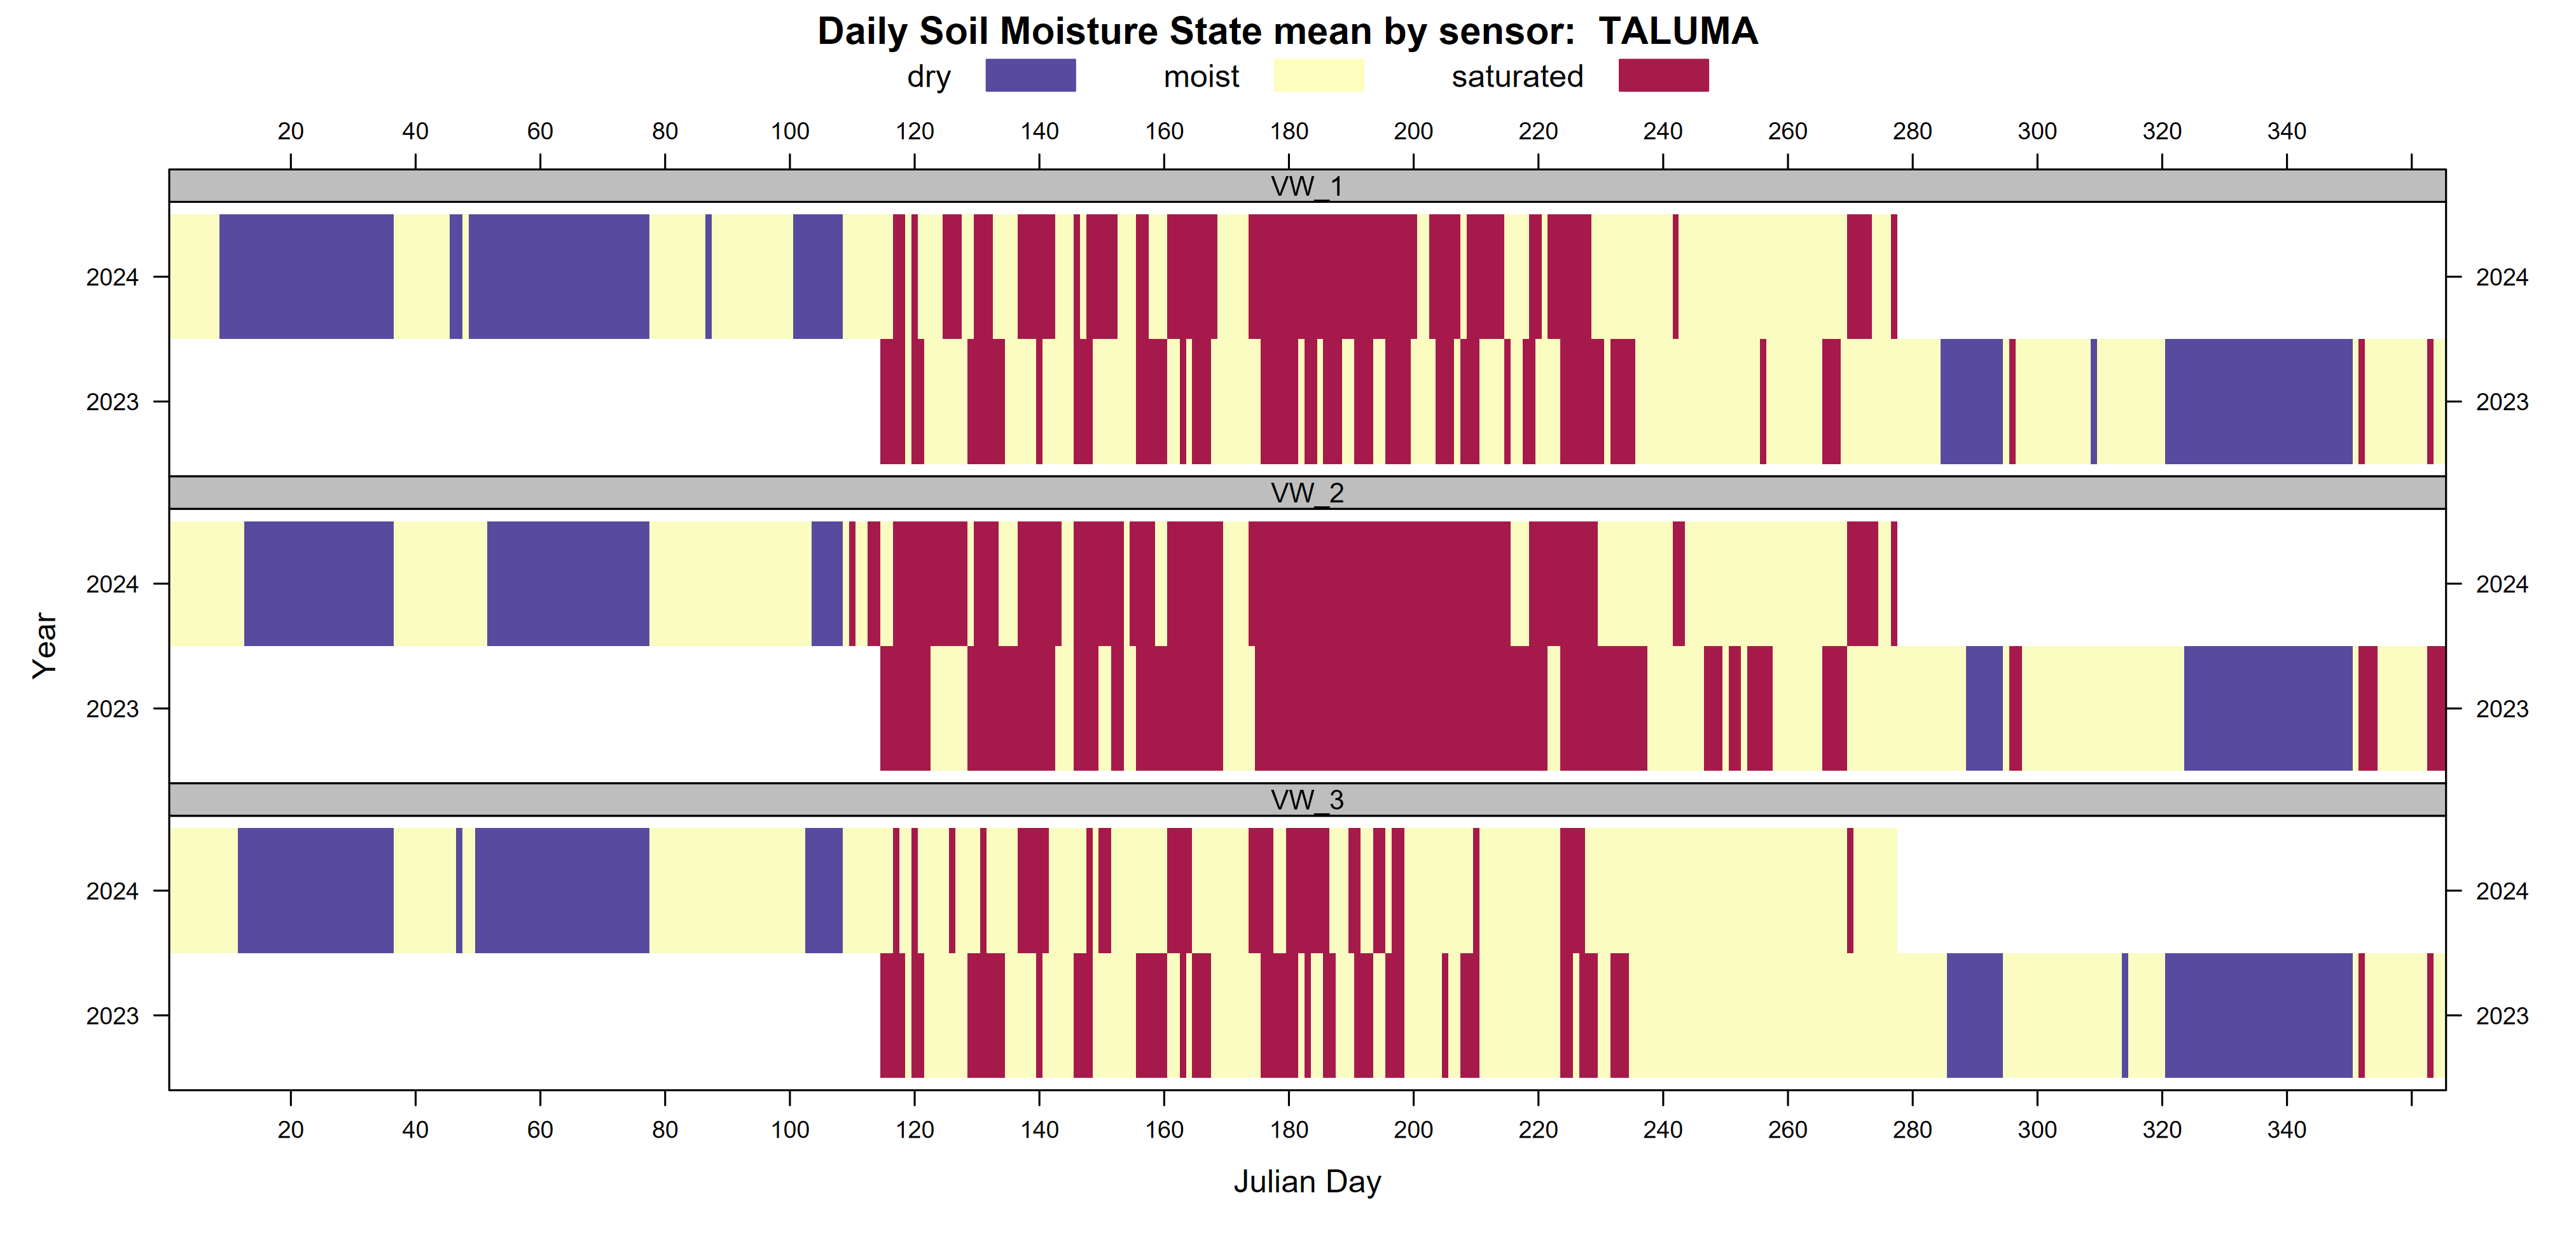 Daily Soil Moisture State mean by sensor:  TALUMA
dry moist saturated
20 40 60 80 100 120 140 160 180 200 220 240 260 280 300 320 340
VW_1
2024 2024
2023 2023
VW_2
2024 2024
2023 2023
VW_3
2024 2024
2023 2023
Year
20 40 60 80 100 120 140 160 180 200 220 240 260 280 300 320 340
Julian Day